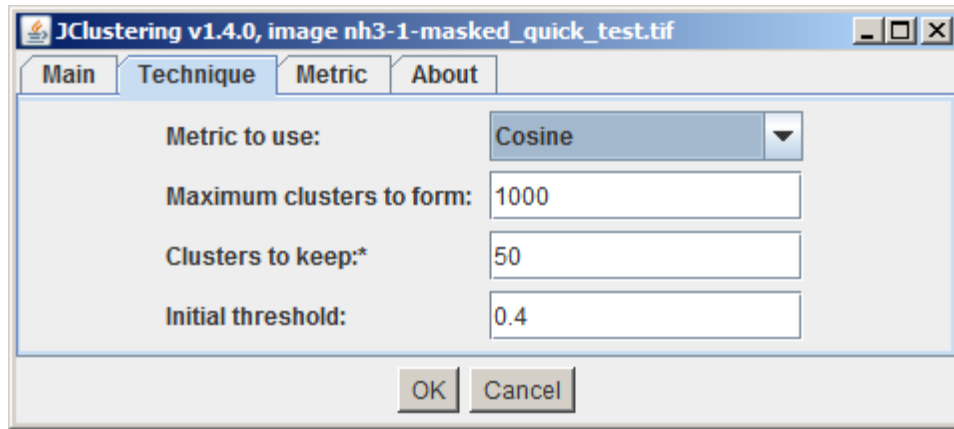 JClustering v1.4.0, image nh3-1-masked_quick_test.tif
Main Technique Metric About
Metric to use: Cosine
Maximum clusters to form: 1000
Clusters to keep:* 50
Initial threshold: 0.4
OK Cancel